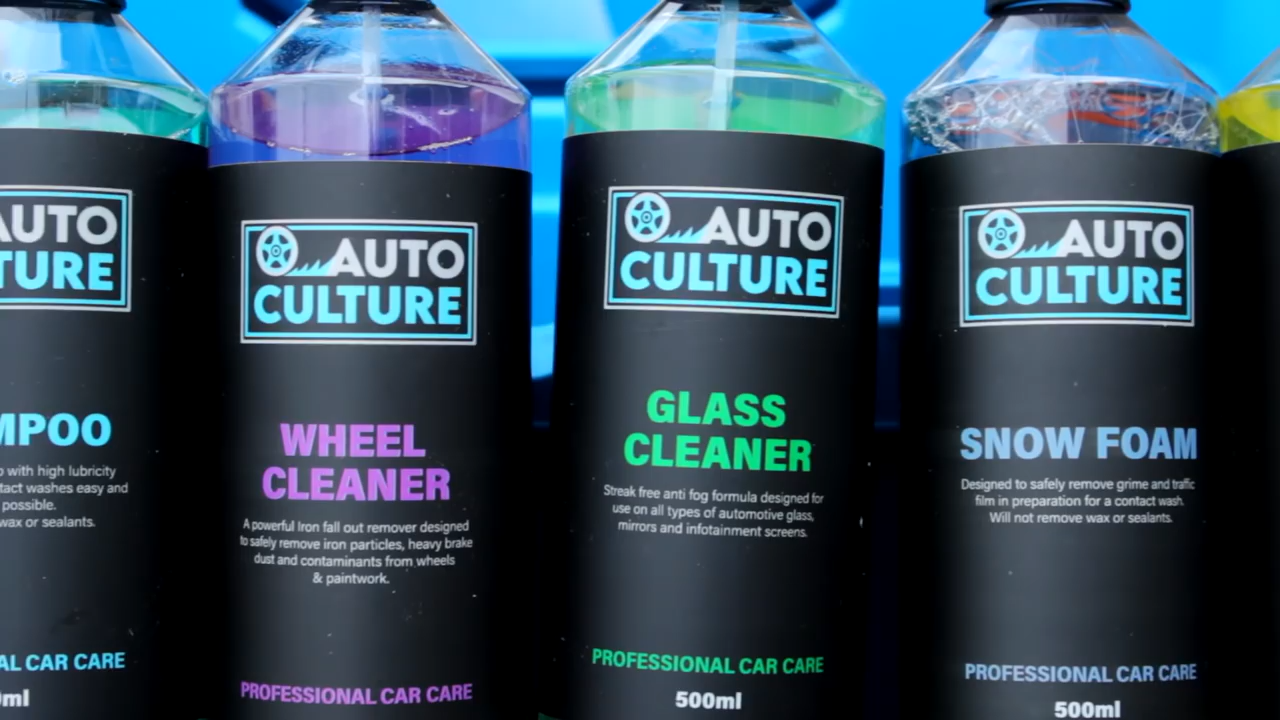 AUTO
TURE
MPOO
with high lubricity
tact washes easy and
possible.
wax or sealants.
AL CAR CARE
ml
AUTO
CULTURE
WHEEL
CLEANER
A powerful Iron fall out remover designed
to safely remove iron particles, heavy brake
dust and contaminants from wheels
& paintwork.
PROFESSIONAL CAR CARE
AUTO
CULTURE
GLASS
CLEANER
Streak free anti fog formula designed for
use on all types of automotive glass,
mirrors and infotainment screens.
PROFESSIONAL CAR CARE
500ml
AUTO
CULTURE
SNOW FOAM
Designed to safely remove grime and traffic
film in preparation for a contact wash.
Will not remove wax or sealants.
PROFESSIONAL CAR CARE
500ml